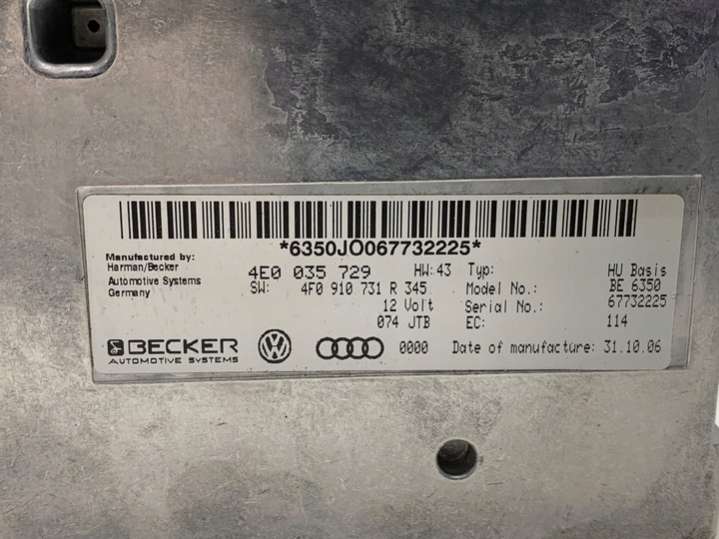 *6350JO067732225*
Manufactured by:
Harman/Becker
Automotive Systems
Germany
4E0 035 729 HW:43 Typ: HU Basis
SW: 4F0 910 731 R 345 Model No.: BE 6350
12 Volt Serial No.: 67732225
074 JTB EC: 114
BECKER 0000 Date of manufacture: 31.10.06
AUTOMOTIVE SYSTEMS